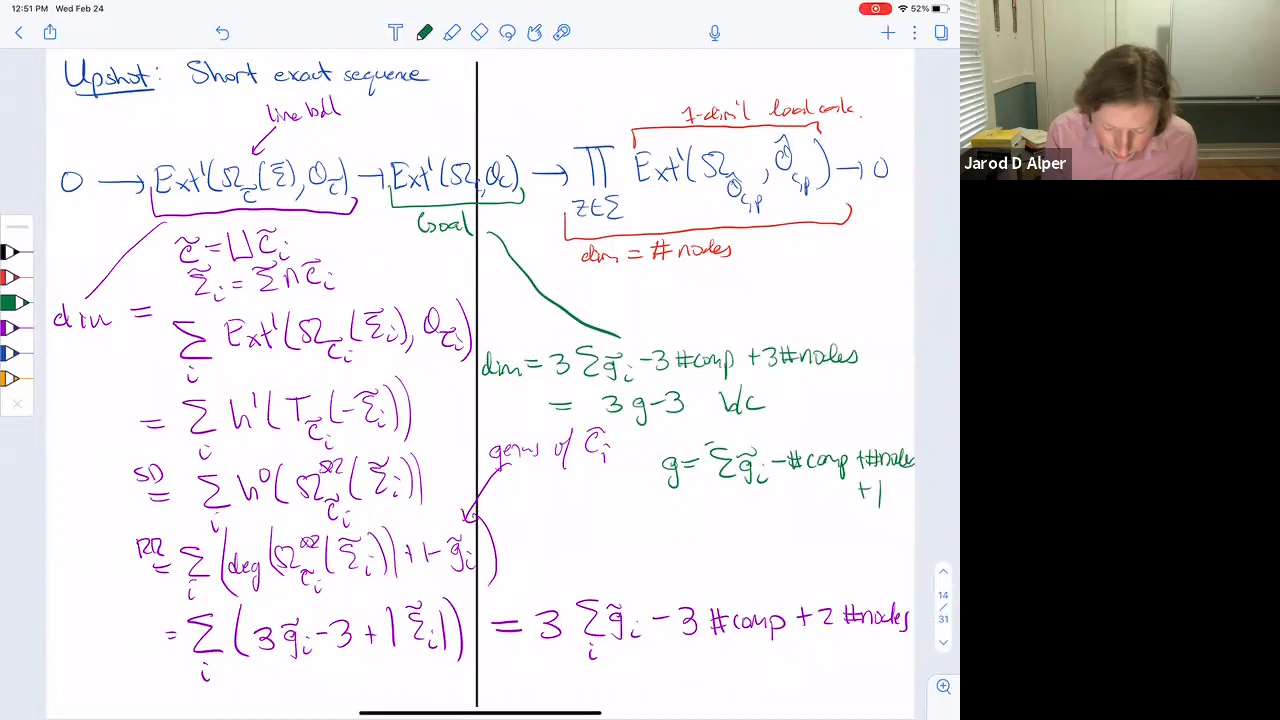 12:51 PM Wed Feb 24
52%
Upshot: Short exact sequence
line bdl
1-dim'l local calc.
0 → Ext¹(Ω_C̃(Σ̃), O_C̃) → Ext¹(Ω_C, O_C) → ∏_{z∈Σ} Ext¹(Ω_{Ô_{C,p}}, Ô_{C,p}) → 0
Goal
dim = # nodes
C̃ = ⊔ C̃_i
Σ̃_i = Σ̃ ∩ C̃_i
dim = Σ_i Ext¹(Ω_{C̃_i}(Σ̃_i), O_{C̃_i})
= Σ_i h¹(T_{C̃_i}(-Σ̃_i))
SD = Σ_i h⁰(Ω^{⊗2}_{C̃_i}(Σ̃_i))
RR = Σ_i (deg(Ω^{⊗2}_{C̃_i}(Σ̃_i)) + 1 - g̃_i)
= Σ_i (3g̃_i - 3 + |Σ̃_i|) = 3 Σ_i g̃_i - 3 #comp + 2 #nodes
dim = 3 Σ g̃_i - 3 #comp + 3 #nodes
= 3g - 3 b/c
genus of C̃_i
g = Σ g̃_i - #comp + #nodes
+ 1
14
/
31
Jarod D Alper